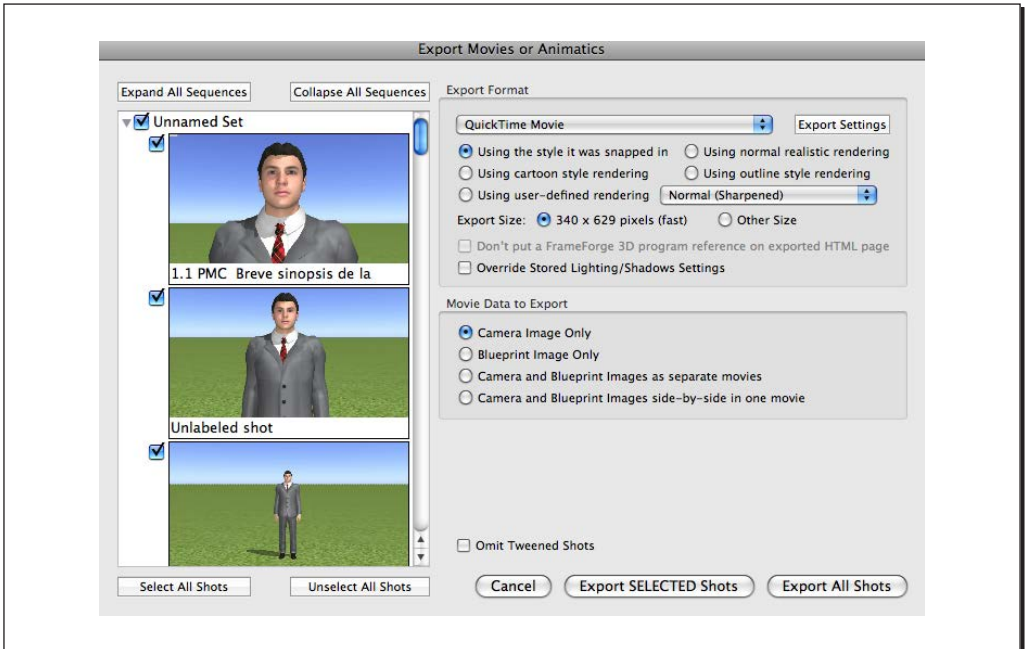 Export Movies or Animatics
Expand All Sequences
Collapse All Sequences
Unnamed Set
1.1 PMC Breve sinopsis de la
Unlabeled shot
Select All Shots
Unselect All Shots
Export Format
QuickTime Movie
Export Settings
Using the style it was snapped in
Using normal realistic rendering
Using cartoon style rendering
Using outline style rendering
Using user-defined rendering
Normal (Sharpened)
Export Size:
340 x 629 pixels (fast)
Other Size
Don't put a FrameForge 3D program reference on exported HTML page
Override Stored Lighting/Shadows Settings
Movie Data to Export
Camera Image Only
Blueprint Image Only
Camera and Blueprint Images as separate movies
Camera and Blueprint Images side-by-side in one movie
Omit Tweened Shots
Cancel
Export SELECTED Shots
Export All Shots